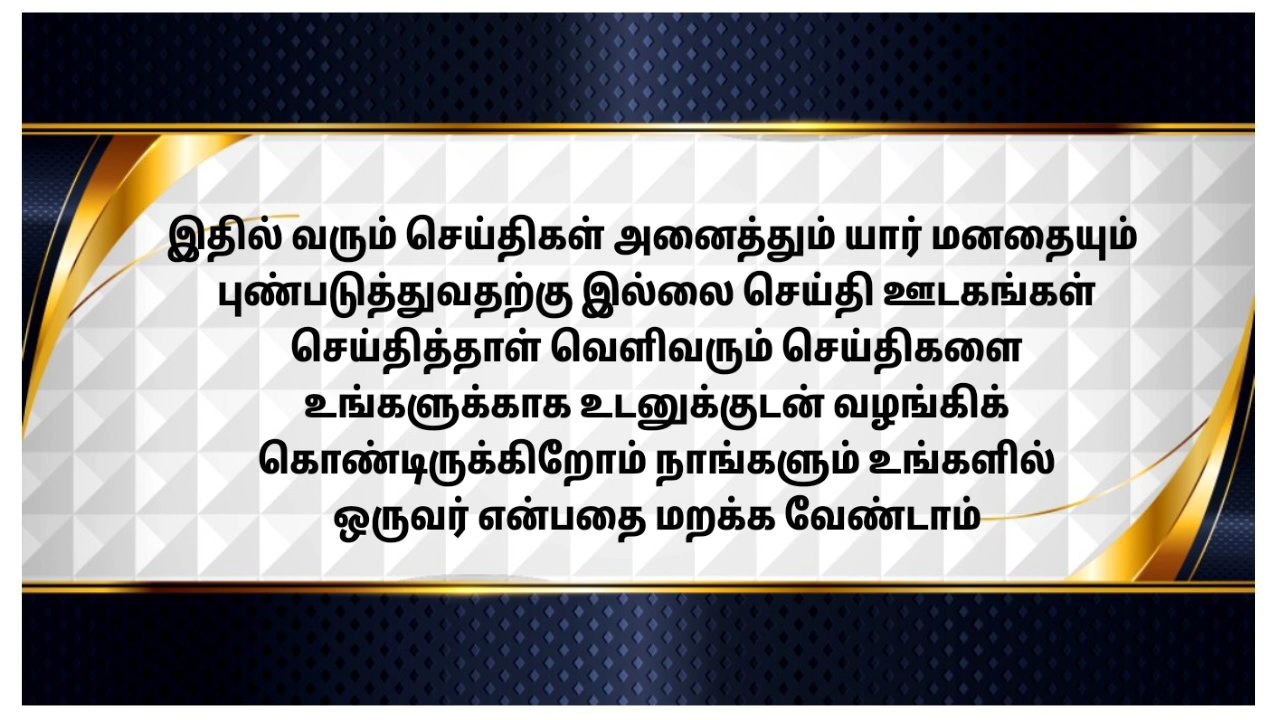 இதில் வரும் செய்திகள் அனைத்தும் யார் மனதையும்
புண்படுத்துவதற்கு இல்லை செய்தி ஊடகங்கள்
செய்தித்தாள் வெளிவரும் செய்திகளை
உங்களுக்காக உடனுக்குடன் வழங்கிக்
கொண்டிருக்கிறோம் நாங்களும் உங்களில்
ஒருவர் என்பதை மறக்க வேண்டாம்